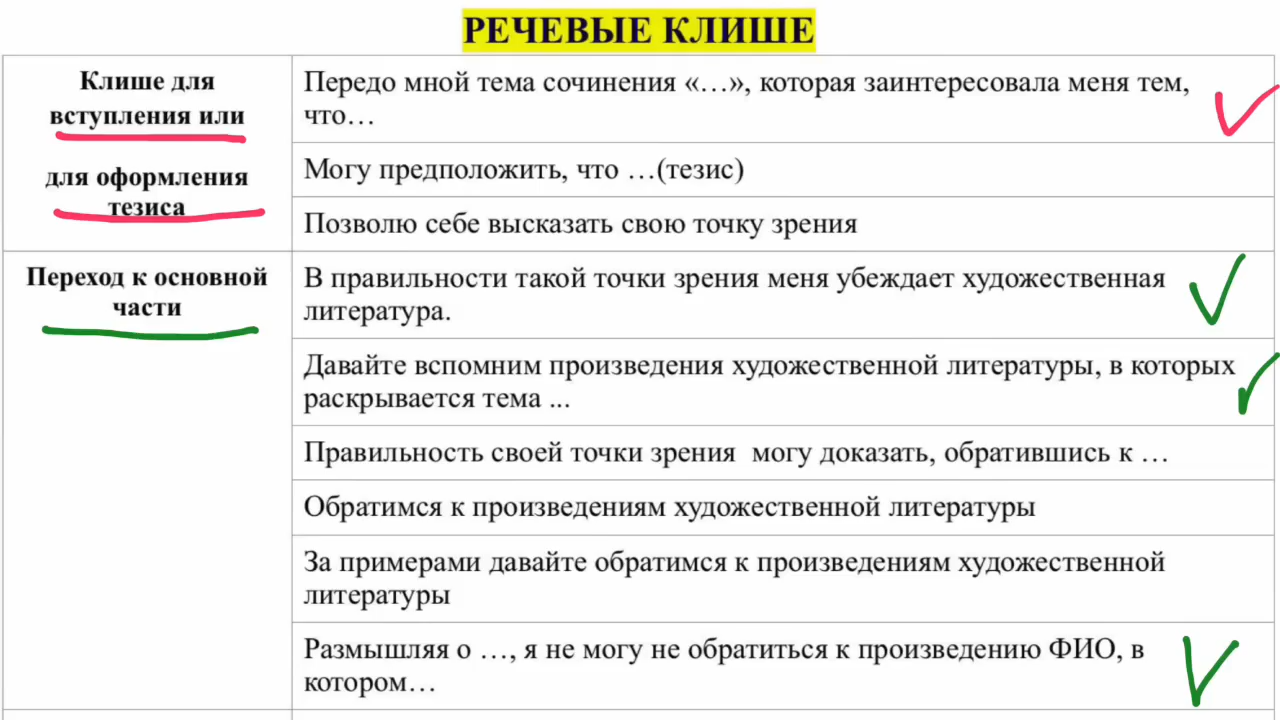 РЕЧЕВЫЕ КЛИШЕ
Клише для
вступления или
для оформления
тезиса
Передо мной тема сочинения «…», которая заинтересовала меня тем,
что…
Могу предположить, что …(тезис)
Позволю себе высказать свою точку зрения
Переход к основной
части
В правильности такой точки зрения меня убеждает художественная
литература.
Давайте вспомним произведения художественной литературы, в которых
раскрывается тема ...
Правильность своей точки зрения  могу доказать, обратившись к …
Обратимся к произведениям художественной литературы
За примерами давайте обратимся к произведениям художественной
литературы
Размышляя о …, я не могу не обратиться к произведению ФИО, в
котором…